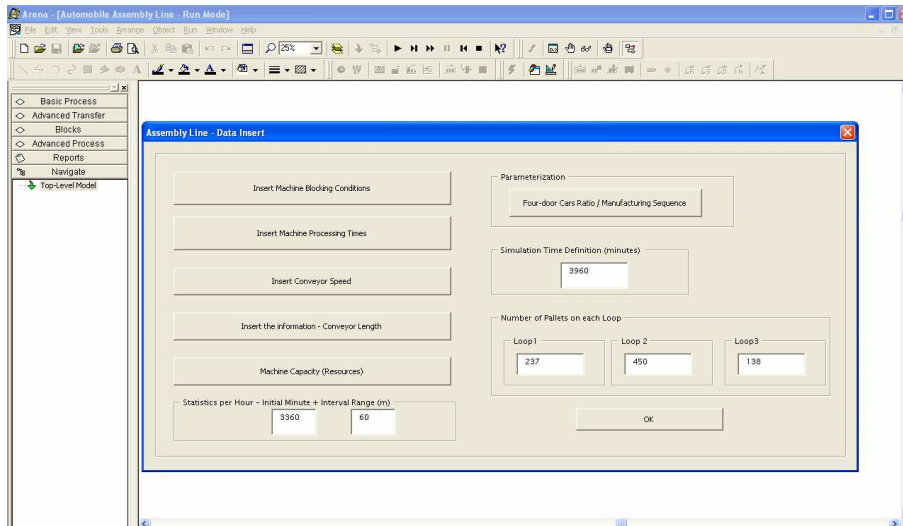 Arena - [Automobile Assembly Line - Run Mode]
File Edit View Tools Arrange Object Run Window Help
25%
Basic Process
Advanced Transfer
Blocks
Advanced Process
Reports
Navigate
Top-Level Model
Assembly Line - Data Insert
Insert Machine Blocking Conditions
Insert Machine Processing Times
Insert Conveyor Speed
Insert the information - Conveyor Length
Machine Capacity (Resources)
Statistics per Hour - Initial Minute + Interval Range (m)
3360 60
Parameterization
Four-door Cars Ratio / Manufacturing Sequence
Simulation Time Definition (minutes)
3960
Number of Pallets on each Loop
Loop1 Loop 2 Loop3
237 450 138
OK